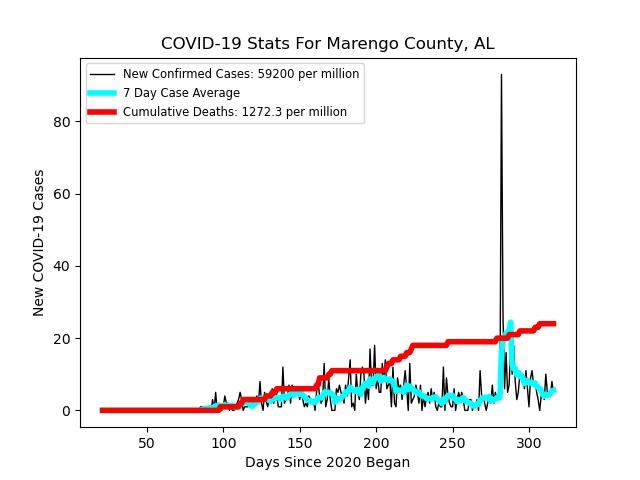 COVID-19 Stats For Marengo County, AL
New Confirmed Cases: 59200 per million
7 Day Case Average
Cumulative Deaths: 1272.3 per million
New COVID-19 Cases
80
60
40
20
0
50 100 150 200 250 300
Days Since 2020 Began